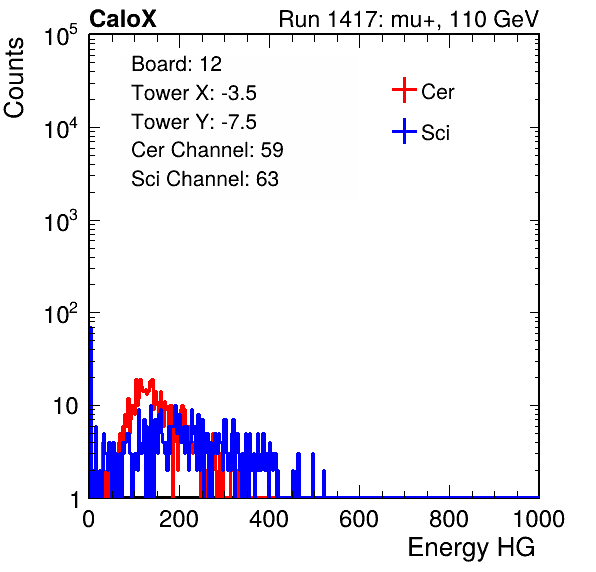 CaloX Run 1417: mu+, 110 GeV
Counts
Board: 12
Tower X: -3.5
Tower Y: -7.5
Cer Channel: 59
Sci Channel: 63
Cer
Sci
10^5
10^4
10^3
10^2
10
1
0 200 400 600 800 1000
Energy HG